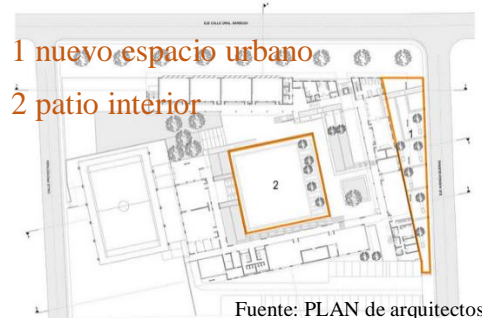 1 nuevo espacio urbano
2 patio interior
1
2
Fuente: PLAN de arquitectos